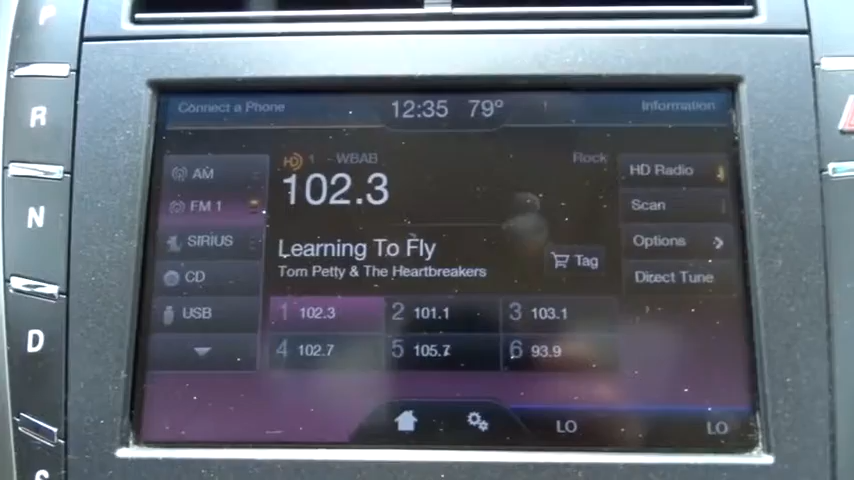 P
R
N
D
S
Connect a Phone
12:35 79°
Information
AM
FM 1
SIRIUS
CD
USB
HD 1 WBAB
Rock
102.3
Learning To Fly
Tom Petty & The Heartbreakers
Tag
HD Radio
Scan
Options
Direct Tune
1 102.3
2 101.1
3 103.1
4 102.7
5 105.7
6 93.9
LO
LO